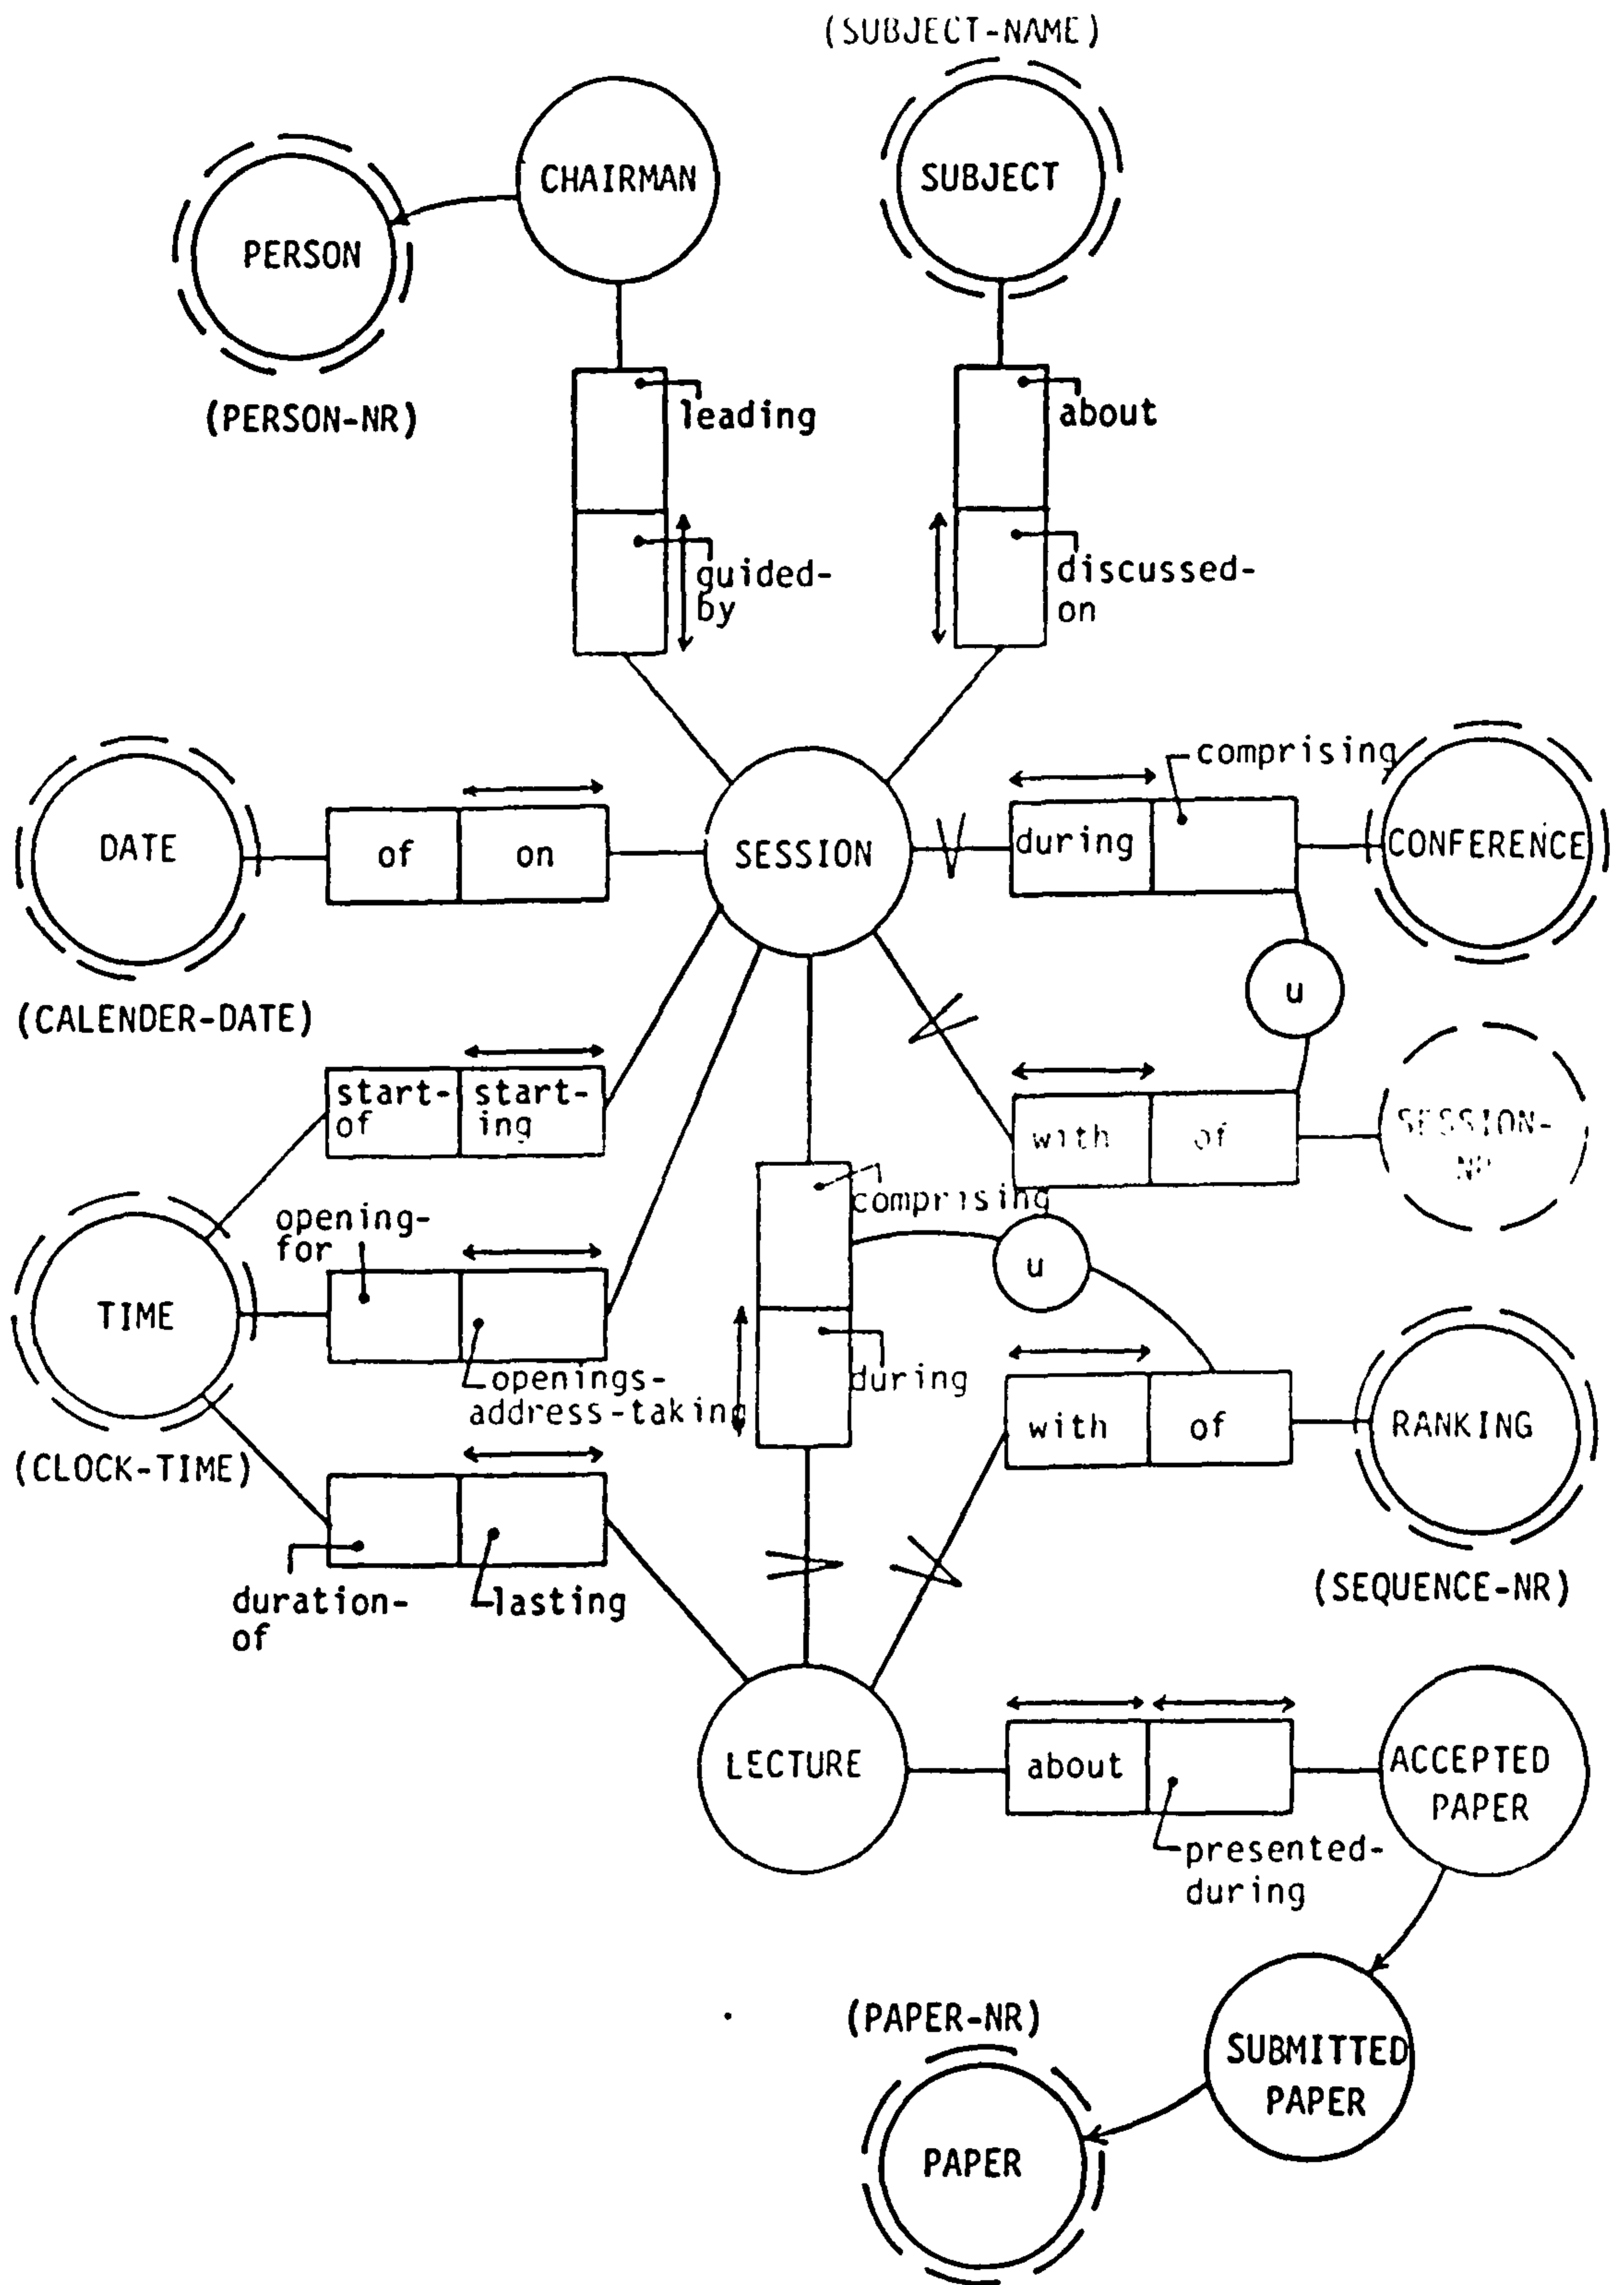 (SUBJECT-NAME)
CHAIRMAN
SUBJECT
PERSON
(PERSON-NR)
leading
about
guided-
by
discussed-
on
comprising
DATE
of
on
SESSION
during
CONFERENCE
u
(CALENDER-DATE)
start-
of
start-
ing
with
of
SESSION-
NR
comprising
opening-
for
u
TIME
openings-
address-taking
during
with
of
RANKING
(CLOCK-TIME)
duration-
of
lasting
(SEQUENCE-NR)
LECTURE
about
ACCEPTED
PAPER
presented-
during
(PAPER-NR)
SUBMITTED
PAPER
PAPER